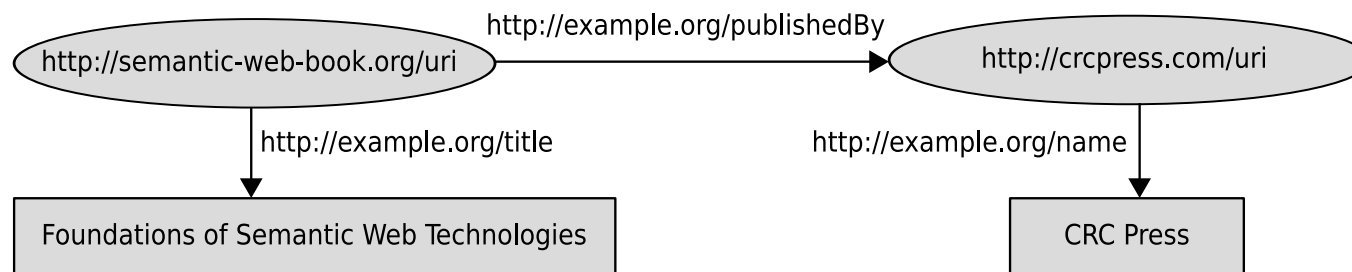 http://example.org/publishedBy
http://semantic-web-book.org/uri
http://crcpress.com/uri
http://example.org/title
http://example.org/name
Foundations of Semantic Web Technologies
CRC Press